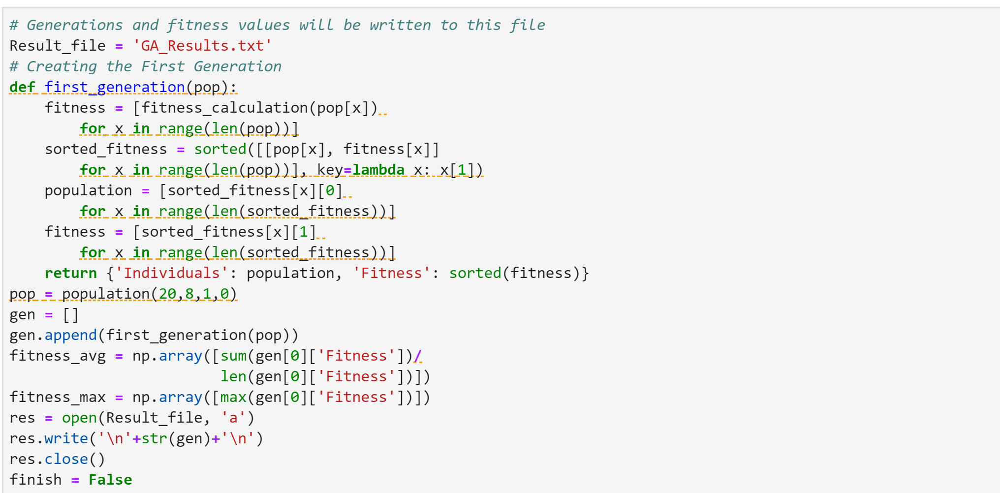 # Generations and fitness values will be written to this file
Result_file = 'GA_Results.txt'
# Creating the First Generation
def first_generation(pop):
    fitness = [fitness_calculation(pop[x])
        for x in range(len(pop))]
    sorted_fitness = sorted([[pop[x], fitness[x]]
        for x in range(len(pop))], key=lambda x: x[1])
    population = [sorted_fitness[x][0]
        for x in range(len(sorted_fitness))]
    fitness = [sorted_fitness[x][1]
        for x in range(len(sorted_fitness))]
    return {'Individuals': population, 'Fitness': sorted(fitness)}
pop = population(20,8,1,0)
gen = []
gen.append(first_generation(pop))
fitness_avg = np.array([sum(gen[0]['Fitness'])/
                        len(gen[0]['Fitness'])])
fitness_max = np.array([max(gen[0]['Fitness'])])
res = open(Result_file, 'a')
res.write('\n'+str(gen)+'\n')
res.close()
finish = False